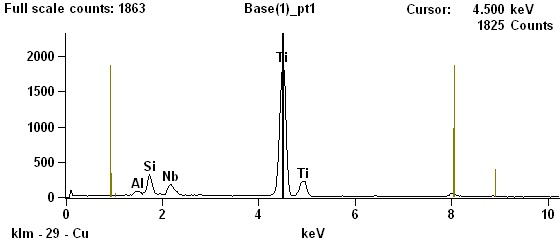 Full scale counts: 1863 Base(1)_pt1 Cursor: 4.500 keV
1825 Counts
2000
Ti
1500
1000
500
Al Si Nb Ti
0
0 2 4 6 8 10
klm - 29 - Cu keV